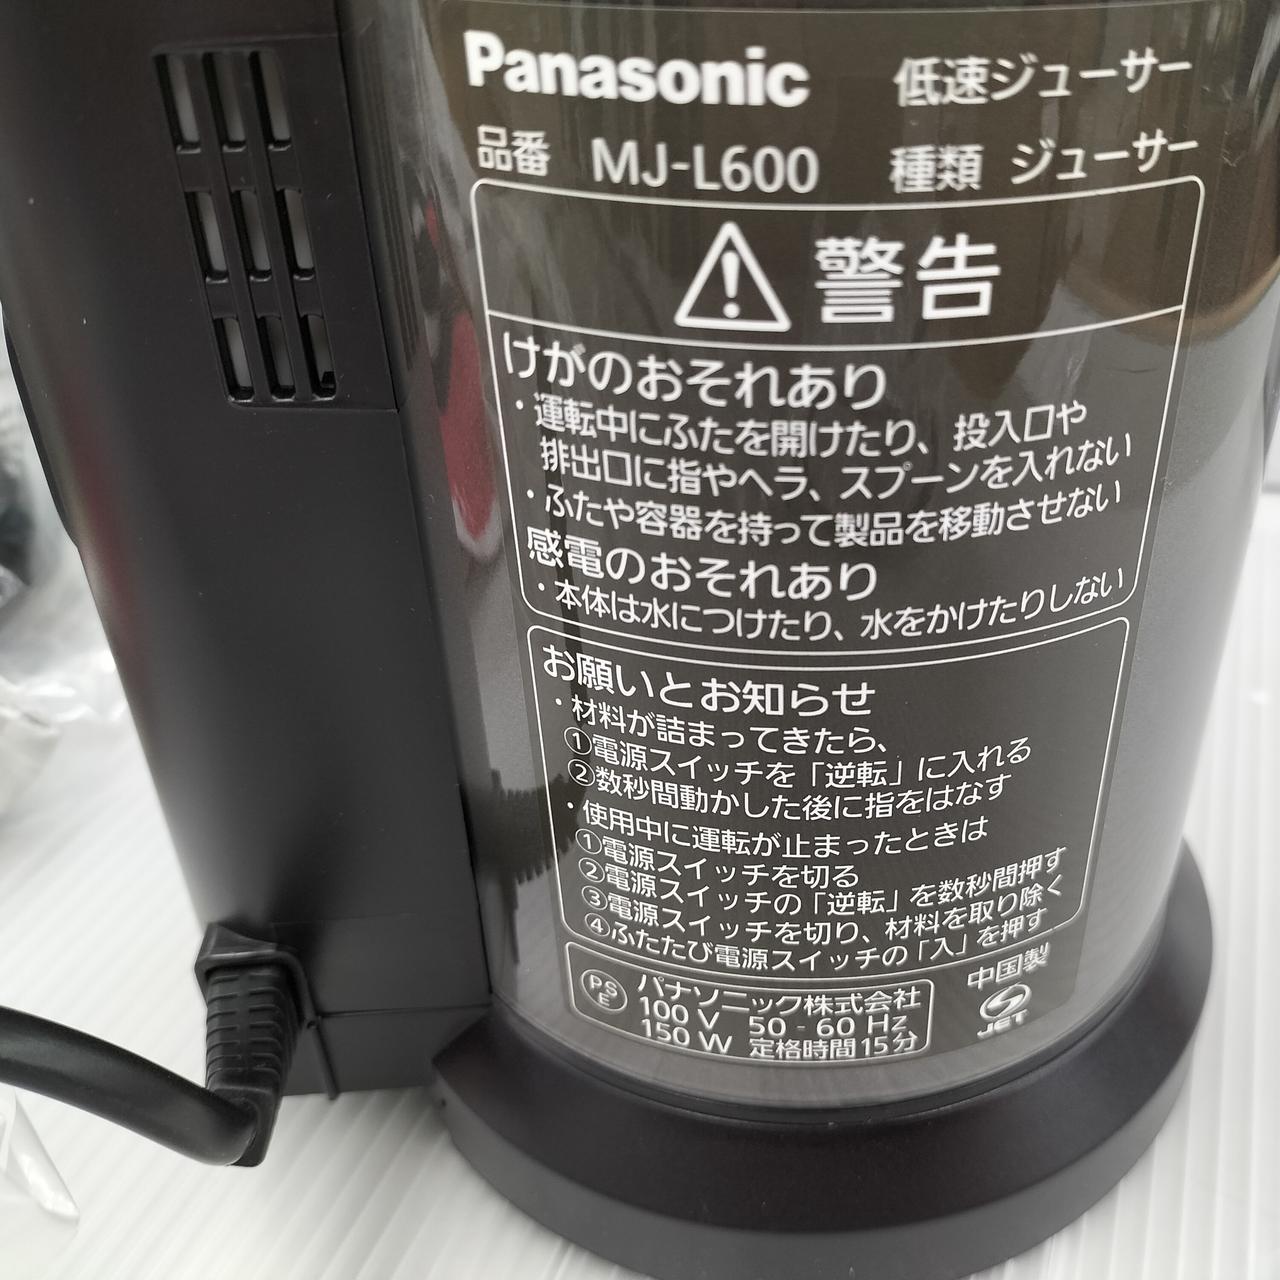 Panasonic 低速ジューサー
品番 MJ-L600 種類 ジューサー
警告
けがのおそれあり
・運転中にふたを開けたり、投入口や
排出口に指やヘラ、スプーンを入れない
・ふたや容器を持って製品を移動させない
感電のおそれあり
・本体は水につけたり、水をかけたりしない
お願いとお知らせ
・材料が詰まってきたら、
①電源スイッチを「逆転」に入れる
②数秒間動かした後に指をはなす
・使用中に運転が止まったときは
①電源スイッチを切る
②電源スイッチの「逆転」を数秒間押す
③電源スイッチを切り、材料を取り除く
④ふたたび電源スイッチの「入」を押す
PSE パナソニック株式会社
100 V 50 - 60 Hz
150 W 定格時間15分
中国製
JET